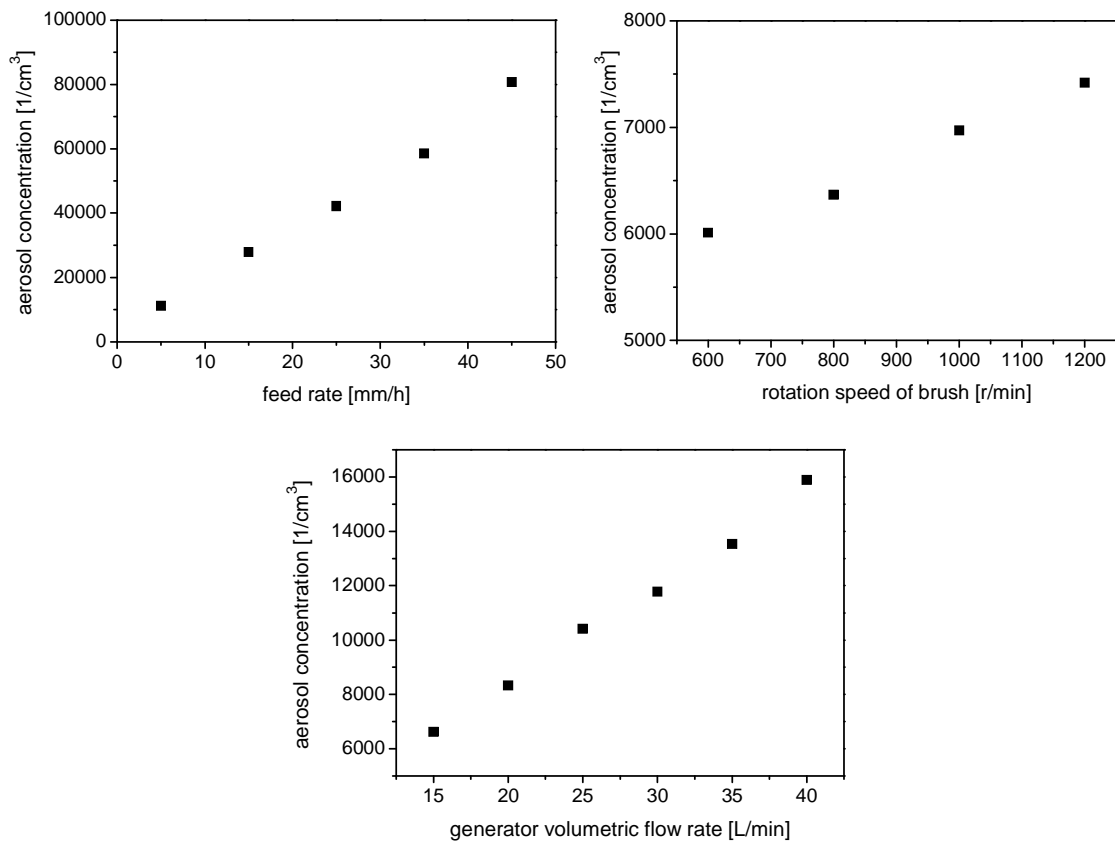 100000
80000
60000
40000
20000
0
aerosol concentration [1/cm³]
0 10 20 30 40 50
feed rate [mm/h]
8000
7000
6000
5000
aerosol concentration [1/cm³]
600 700 800 900 1000 1100 1200
rotation speed of brush [r/min]
16000
14000
12000
10000
8000
6000
aerosol concentration [1/cm³]
15 20 25 30 35 40
generator volumetric flow rate [L/min]